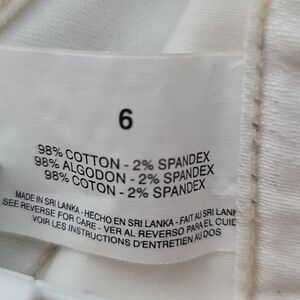 6
98% COTTON - 2% SPANDEX
98% ALGODON - 2% SPANDEX
98% COTON - 2% SPANDEX
MADE IN SRI LANKA - HECHO EN SRI LANKA - FAIT AU SRI LANK
SEE REVERSE FOR CARE - VER AL REVERSO PARA EL CUID
VOIR LES INSTRUCTIONS D'ENTRETIEN AU DOS